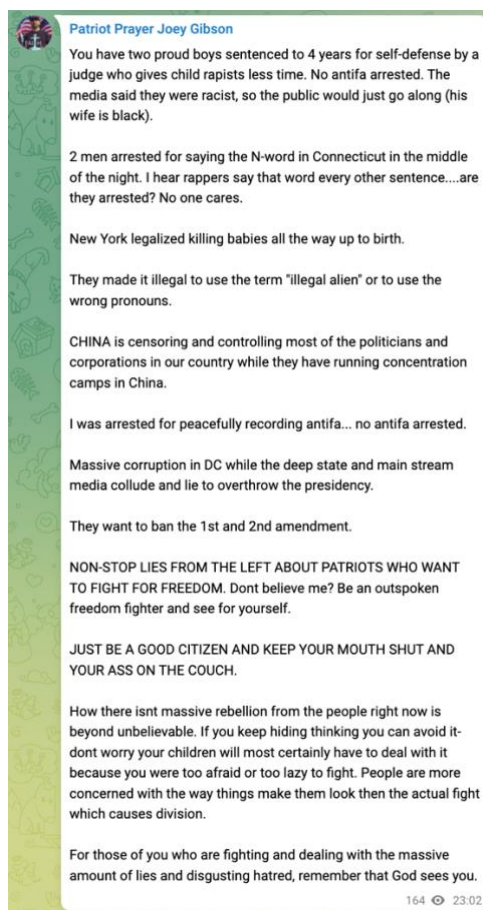 Patriot Prayer Joey Gibson
You have two proud boys sentenced to 4 years for self-defense by a
judge who gives child rapists less time. No antifa arrested. The
media said they were racist, so the public would just go along (his
wife is black).
2 men arrested for saying the N-word in Connecticut in the middle
of the night. I hear rappers say that word every other sentence....are
they arrested? No one cares.
New York legalized killing babies all the way up to birth.
They made it illegal to use the term "illegal alien" or to use the
wrong pronouns.
CHINA is censoring and controlling most of the politicians and
corporations in our country while they have running concentration
camps in China.
I was arrested for peacefully recording antifa... no antifa arrested.
Massive corruption in DC while the deep state and main stream
media collude and lie to overthrow the presidency.
They want to ban the 1st and 2nd amendment.
NON-STOP LIES FROM THE LEFT ABOUT PATRIOTS WHO WANT
TO FIGHT FOR FREEDOM. Dont believe me? Be an outspoken
freedom fighter and see for yourself.
JUST BE A GOOD CITIZEN AND KEEP YOUR MOUTH SHUT AND
YOUR ASS ON THE COUCH.
How there isnt massive rebellion from the people right now is
beyond unbelievable. If you keep hiding thinking you can avoid it-
dont worry your children will most certainly have to deal with it
because you were too afraid or too lazy to fight. People are more
concerned with the way things make them look then the actual fight
which causes division.
For those of you who are fighting and dealing with the massive
amount of lies and disgusting hatred, remember that God sees you.
164 23:02